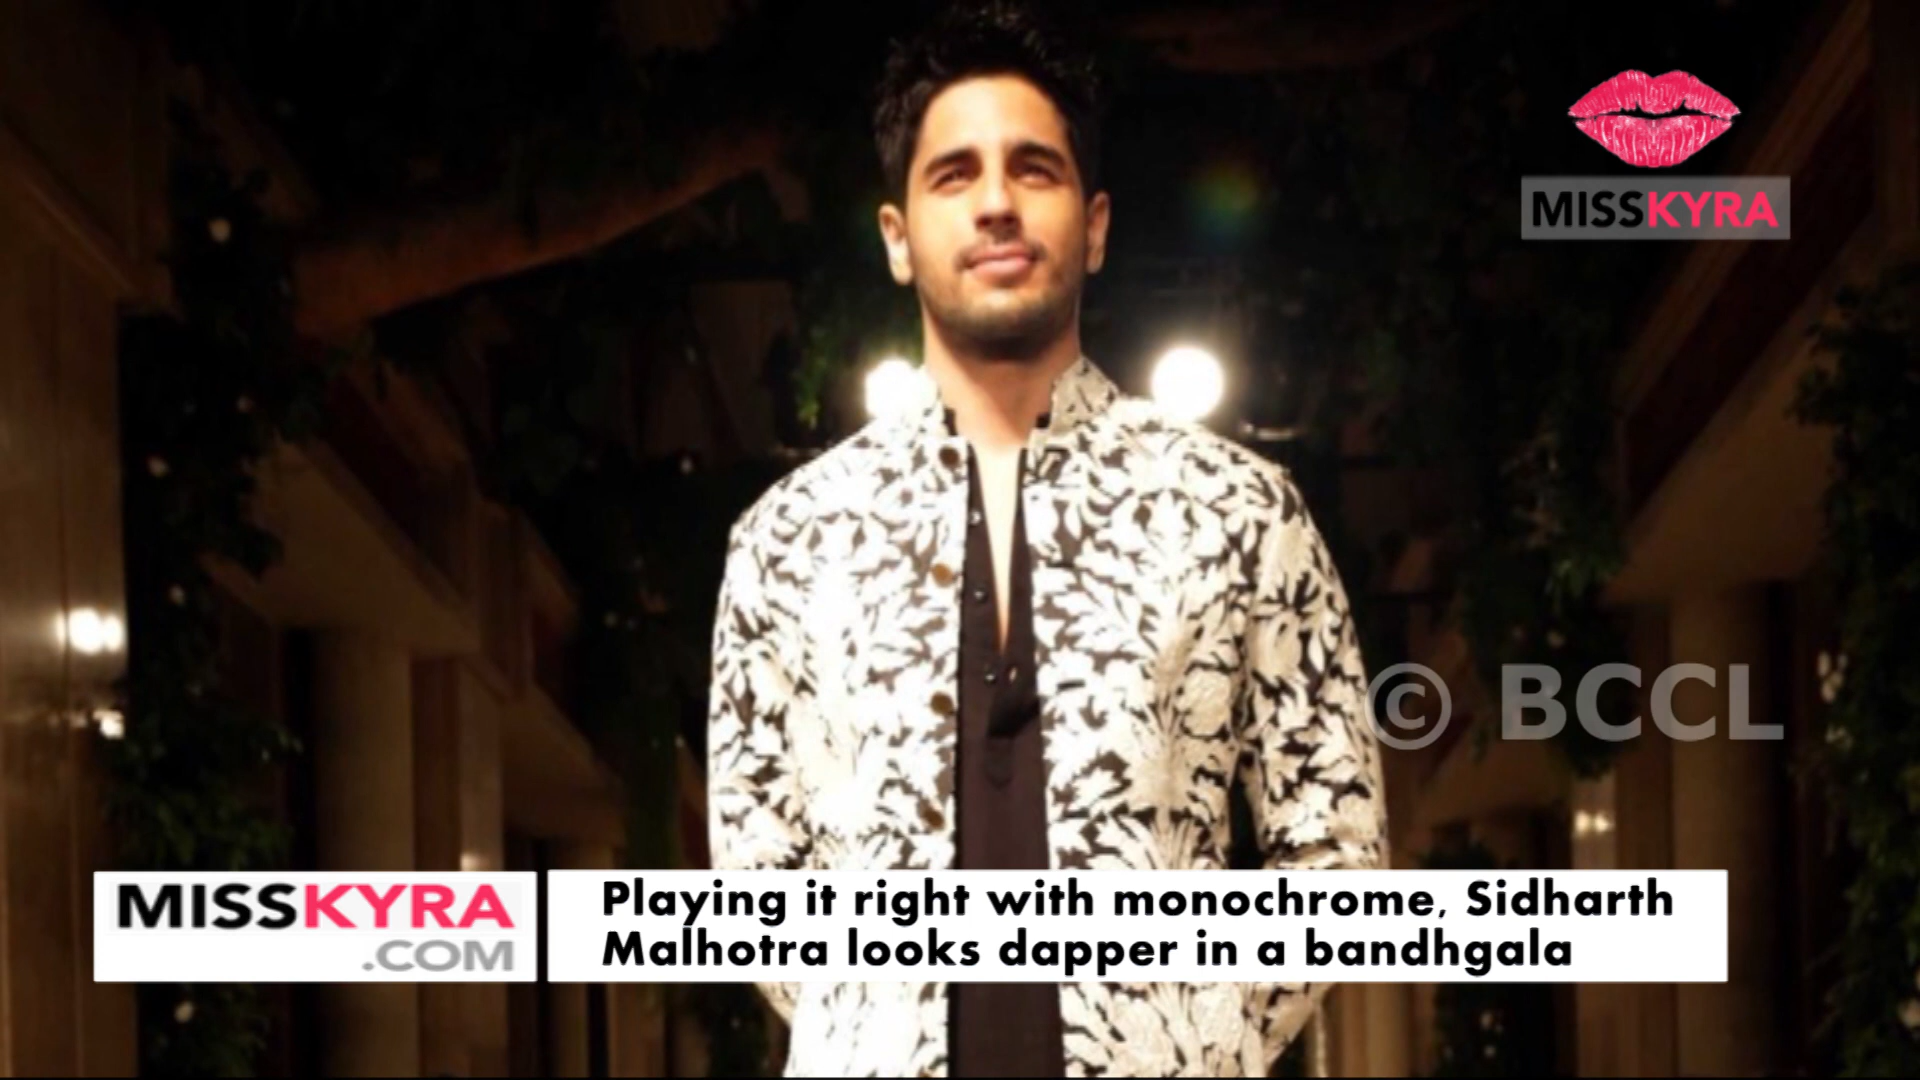 MISSKYRA
© BCCL
MISSKYRA
.COM
Playing it right with monochrome, Sidharth
Malhotra looks dapper in a bandhgala